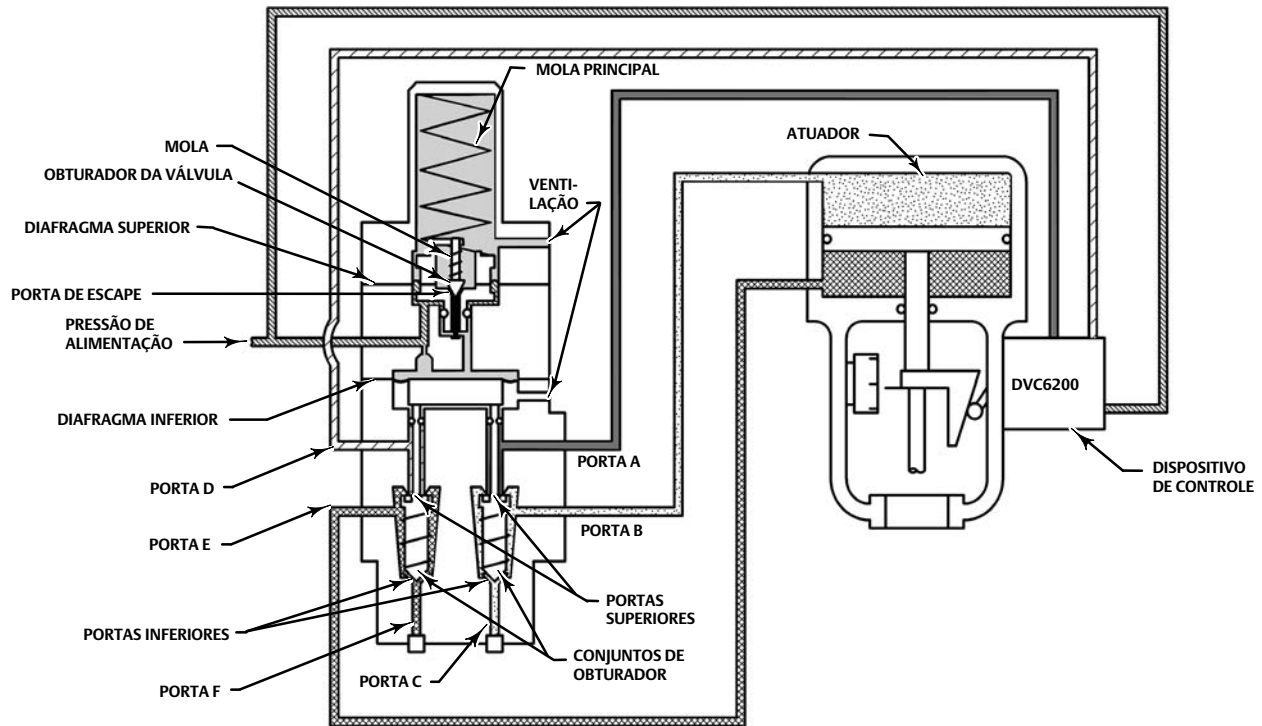 MOLA PRINCIPAL
MOLA
OBTURADOR DA VÁLVULA
DIAFRAGMA SUPERIOR
PORTA DE ESCAPE
PRESSÃO DE
ALIMENTAÇÃO
DIAFRAGMA INFERIOR
VENTI-
LAÇÃO
ATUADOR
DVC6200
DISPOSITIVO
DE CONTROLE
PORTA A
PORTA D
PORTA B
PORTA E
PORTAS INFERIORES
PORTAS
SUPERIORES
CONJUNTOS DE
OBTURADOR
PORTA F
PORTA C